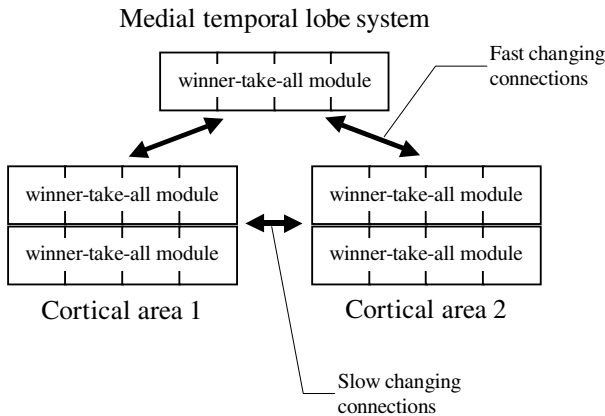 Medial temporal lobe system
winner-take-all module
Fast changing
connections
winner-take-all module
winner-take-all module
winner-take-all module
winner-take-all module
Cortical area 1
Cortical area 2
Slow changing
connections